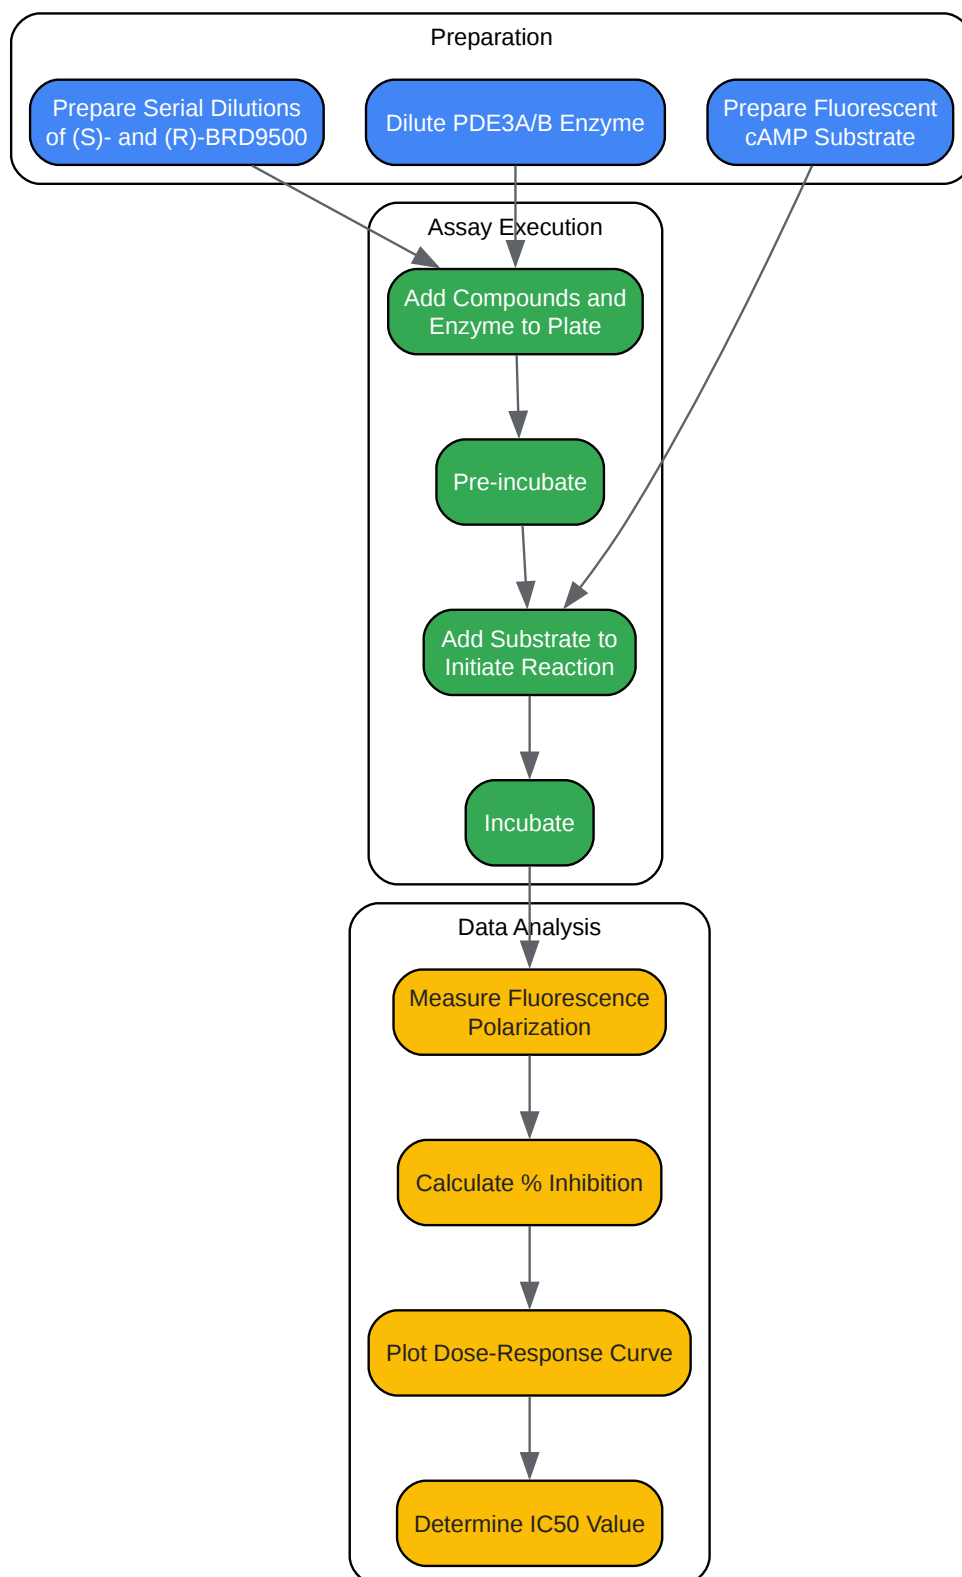 Preparation
Prepare Serial Dilutions
of (S)- and (R)-BRD9500
Dilute PDE3A/B Enzyme
Prepare Fluorescent
cAMP Substrate
Assay Execution
Add Compounds and
Enzyme to Plate
Pre-incubate
Add Substrate to
Initiate Reaction
Incubate
Data Analysis
Measure Fluorescence
Polarization
Calculate % Inhibition
Plot Dose-Response Curve
Determine IC50 Value